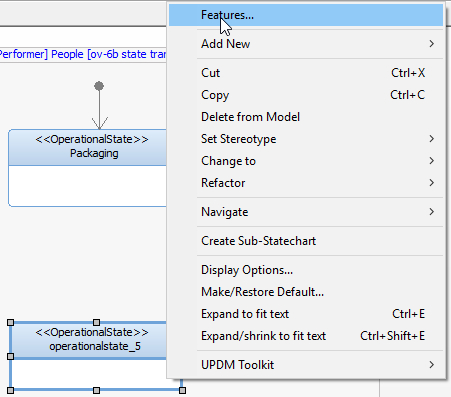 Performer] People [ov-6b state tran
<<OperationalState>>
Packaging
<<OperationalState>>
operationalstate_5
Features...
Add New
Cut Ctrl+X
Copy Ctrl+C
Delete from Model
Set Stereotype
Change to
Refactor
Navigate
Create Sub-Statechart
Display Options...
Make/Restore Default...
Expand to fit text Ctrl+E
Expand/shrink to fit text Ctrl+Shift+E
UPDM Toolkit